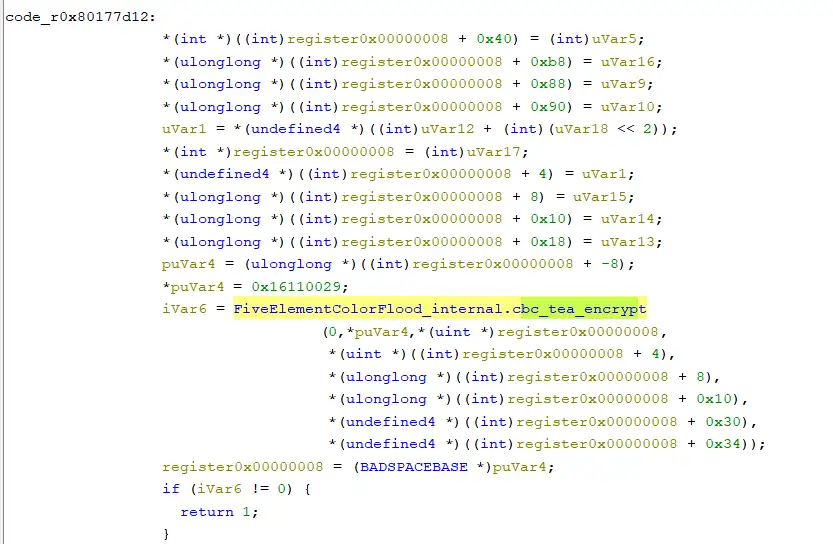 code_r0x80177d12:
*(int *)((int)register0x00000008 + 0x40) = (int)uVar5;
*(ulonglong *)((int)register0x00000008 + 0xb8) = uVar16;
*(ulonglong *)((int)register0x00000008 + 0x88) = uVar9;
*(ulonglong *)((int)register0x00000008 + 0x90) = uVar10;
uVar1 = *(undefined4 *)((int)uVar12 + (int)(uVar18 << 2));
*(int *)register0x00000008 = (int)uVar17;
*(undefined4 *)((int)register0x00000008 + 4) = uVar1;
*(ulonglong *)((int)register0x00000008 + 8) = uVar15;
*(ulonglong *)((int)register0x00000008 + 0x10) = uVar14;
*(ulonglong *)((int)register0x00000008 + 0x18) = uVar13;
puVar4 = (ulonglong *)((int)register0x00000008 + -8);
*puVar4 = 0x16110029;
iVar6 = FiveElementColorFlood_internal.cbc_tea_encrypt
(0,*puVar4,*(uint *)register0x00000008,
*(uint *)((int)register0x00000008 + 4),
*(ulonglong *)((int)register0x00000008 + 8),
*(ulonglong *)((int)register0x00000008 + 0x10),
*(undefined4 *)((int)register0x00000008 + 0x30),
*(undefined4 *)((int)register0x00000008 + 0x34));
register0x00000008 = (BADSPACEBASE *)puVar4;
if (iVar6 != 0) {
return 1;
}